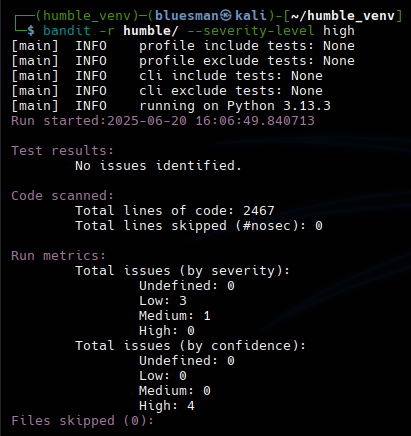 ┌──(humble_venv)─(bluesman㉿kali)-[~/humble_venv]
└─$ bandit -r humble/ --severity-level high
[main]  INFO    profile include tests: None
[main]  INFO    profile exclude tests: None
[main]  INFO    cli include tests: None
[main]  INFO    cli exclude tests: None
[main]  INFO    running on Python 3.13.3
Run started:2025-06-20 16:06:49.840713

Test results:
        No issues identified.

Code scanned:
        Total lines of code: 2467
        Total lines skipped (#nosec): 0

Run metrics:
        Total issues (by severity):
                Undefined: 0
                Low: 3
                Medium: 1
                High: 0
        Total issues (by confidence):
                Undefined: 0
                Low: 0
                Medium: 0
                High: 4
Files skipped (0):